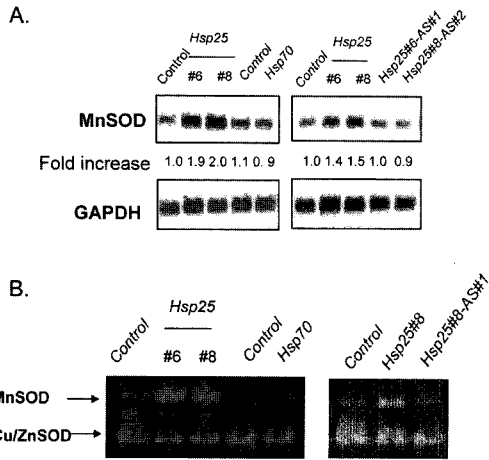 A.
Hsp25
Hsp25
Control
#6 #8
Control
Hsp70
Control
#6 #8
Hsp25#6-AS#1
Hsp25#8-AS#2
MnSOD
Fold increase 1.0 1.9 2.0 1.1 0.9 1.0 1.4 1.5 1.0 0.9
GAPDH
B.
Hsp25
Control
#6 #8
Control
Hsp70
Control
Hsp25#8
Hsp25#8-AS#1
MnSOD
Cu/ZnSOD